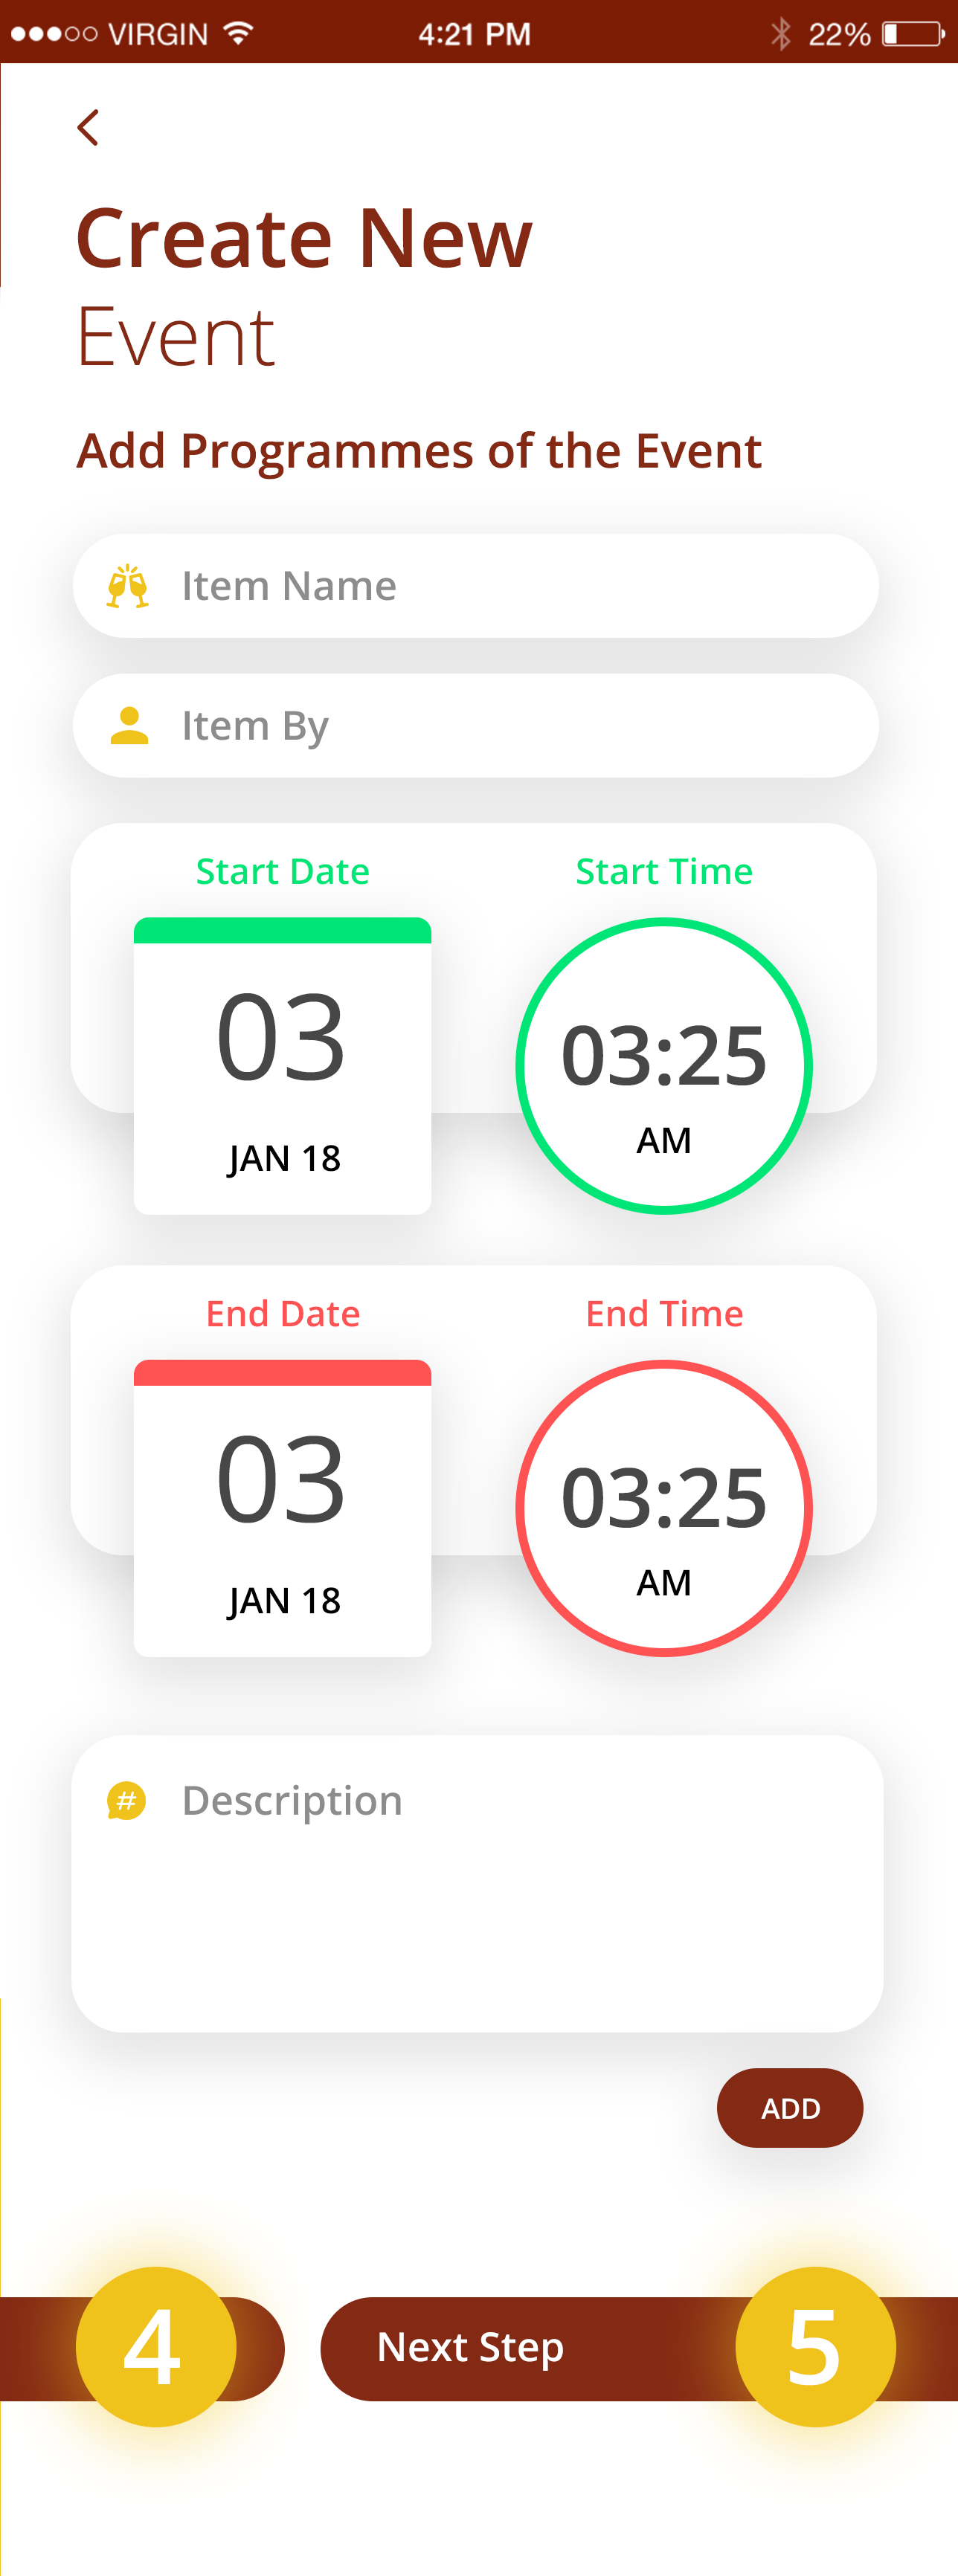 VIRGIN 4:21 PM 22%
Create New
Event
Add Programmes of the Event
Item Name
Item By
Start Date Start Time
03 03:25
JAN 18 AM
End Date End Time
03 03:25
JAN 18 AM
# Description
ADD
4 Next Step 5